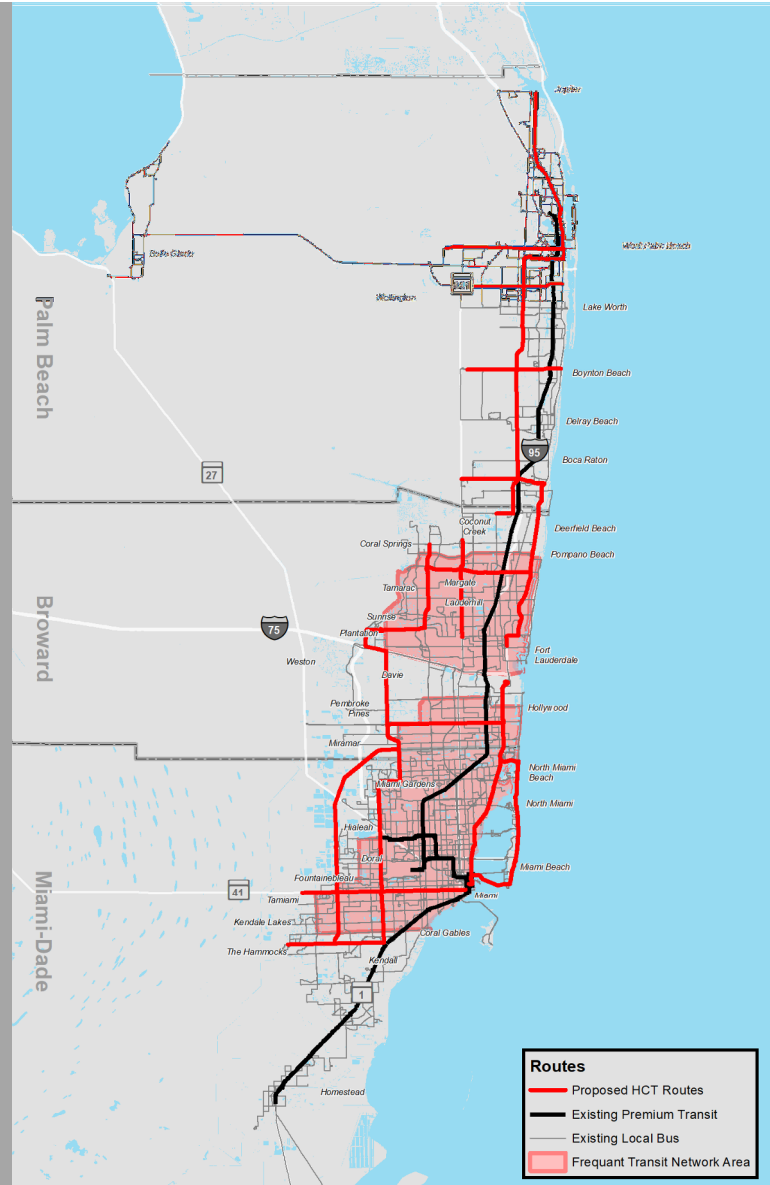 Jupiter
West Palm Beach
Belle Glade
441
Wellington
Lake Worth
Palm Beach
Boynton Beach
Delray Beach
95
Boca Raton
27
Coconut
Creek
Deerfield Beach
Coral Springs
Pompano Beach
Margate
Tamarac
Lauderhill
Broward
Sunrise
75
Plantation
Fort
Lauderdale
Weston
Davie
Pembroke
Pines
Hollywood
Miramar
North Miami
Beach
Miami Gardens
North Miami
Hialeah
Doral
Miami Beach
Fountainebleau
41
Miami
Tamiami
Miami-Dade
Kendale Lakes
Coral Gables
The Hammocks
Kendall
1
Homestead
Routes
Proposed HCT Routes
Existing Premium Transit
Existing Local Bus
Frequant Transit Network Area